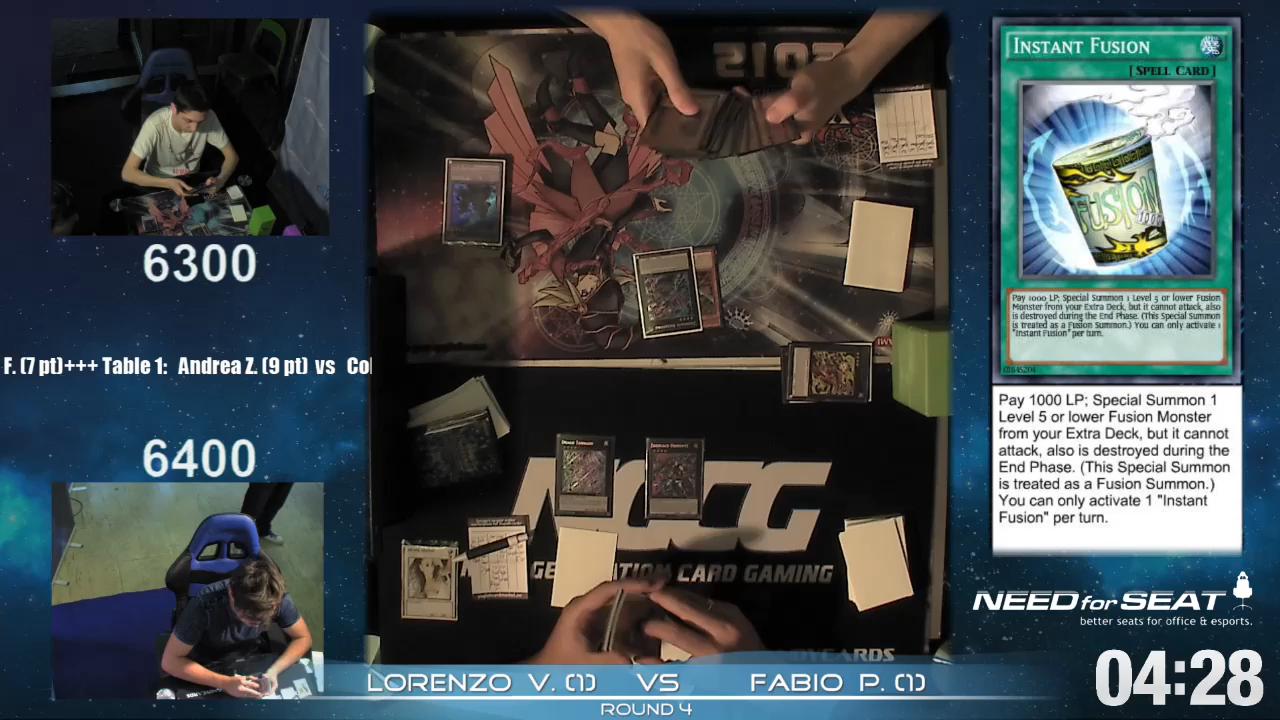 6300
F. (7 pt)+++ Table 1: Andrea Z. (9 pt) vs Col
6400
2015
NCG
NE GENERATION CARD GAMING
INSTANT FUSION
[ SPELL CARD ]
FUSION
Pay 1000 LP; Special Summon 1 Level 5 or lower Fusion
Monster from your Extra Deck, but it cannot attack, also
is destroyed during the End Phase. (This Special Summon
is treated as a Fusion Summon.) You can only activate 1
"Instant Fusion" per turn.
Pay 1000 LP; Special Summon 1
Level 5 or lower Fusion Monster
from your Extra Deck, but it cannot
attack, also is destroyed during the
End Phase. (This Special Summon
is treated as a Fusion Summon.)
You can only activate 1 "Instant
Fusion" per turn.
NEED for SEAT
better seats for office & esports.
LORENZO V. (1) VS FABIO P. (1)
ROUND 4
04:28